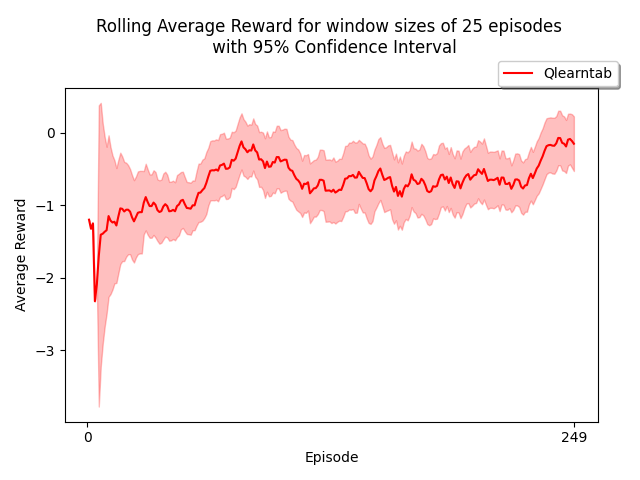 Rolling Average Reward for window sizes of 25 episodes
with 95% Confidence Interval
Qlearntab
0
−1
−2
−3
Average Reward
0
249
Episode